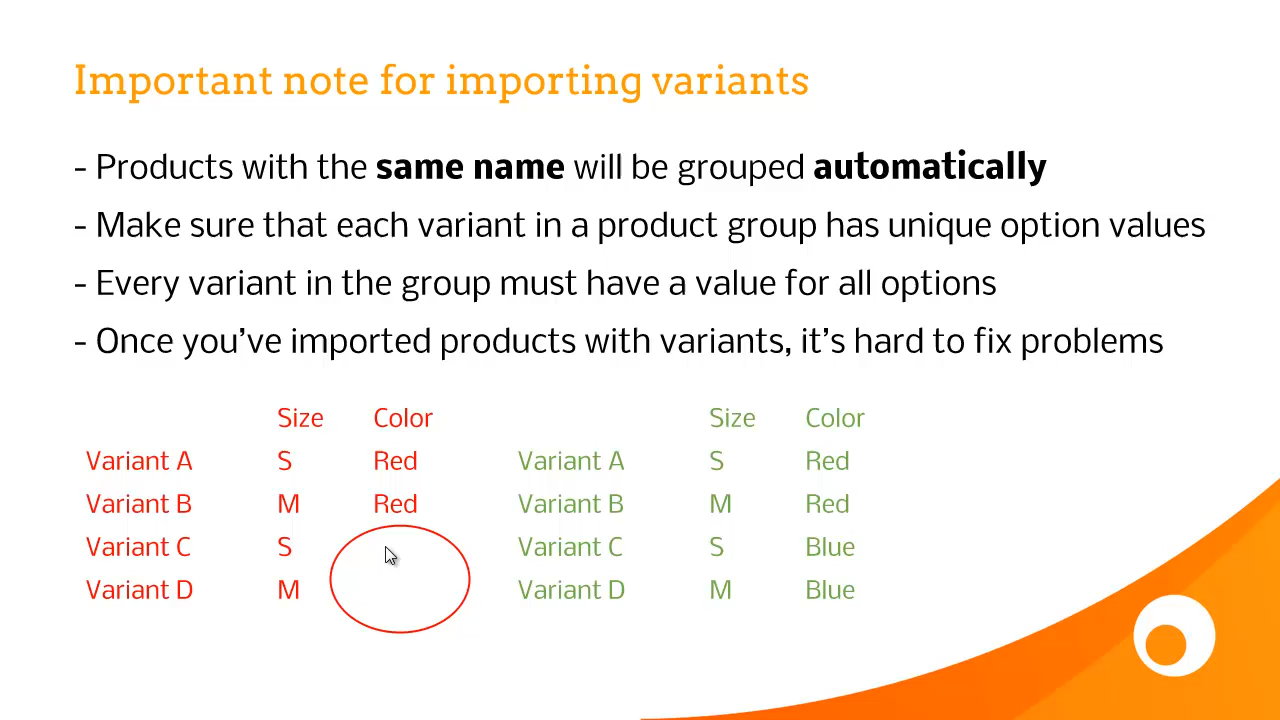 Important note for importing variants
- Products with the same name will be grouped automatically
- Make sure that each variant in a product group has unique option values
- Every variant in the group must have a value for all options
- Once you’ve imported products with variants, it’s hard to fix problems
Size Color
Variant A S Red
Variant B M Red
Variant C S
Variant D M
Size Color
Variant A S Red
Variant B M Red
Variant C S Blue
Variant D M Blue